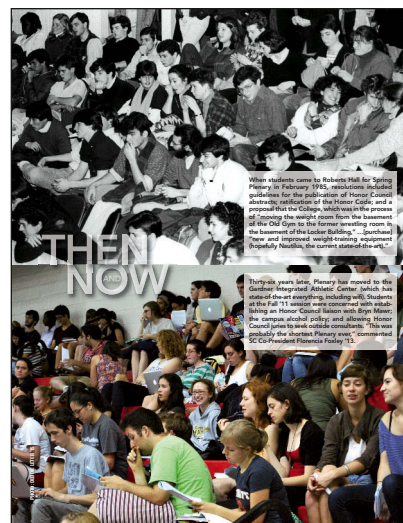 When students came to Roberts Hall for Spring
Plenary in February 1985, resolutions included
guidelines for the publication of Honor Council
abstracts; ratification of the Honor Code; and a
proposal that the College, which was in the process
of "moving the weight room from the basement
of the Old Gym to the former wrestling room in
the basement of the Locker Building," ...[purchase]
"new and improved weight-training equipment
(hopefully Nautilus, the current state-of-the-art)."
THEN
AND
NOW
Thirty-six years later, Plenary has moved to the
Gardner Integrated Athletic Center (which has
state-of-the-art everything, including wifi). Students
at the Fall '11 session were concerned with estab-
lishing an Honor Council liaison with Bryn Mawr;
the campus alcohol policy; and allowing Honor
Council juries to seek outside consultants. "This was
probably the shortest Plenary ever," commented
SC Co-President Florencia Foxley '13.